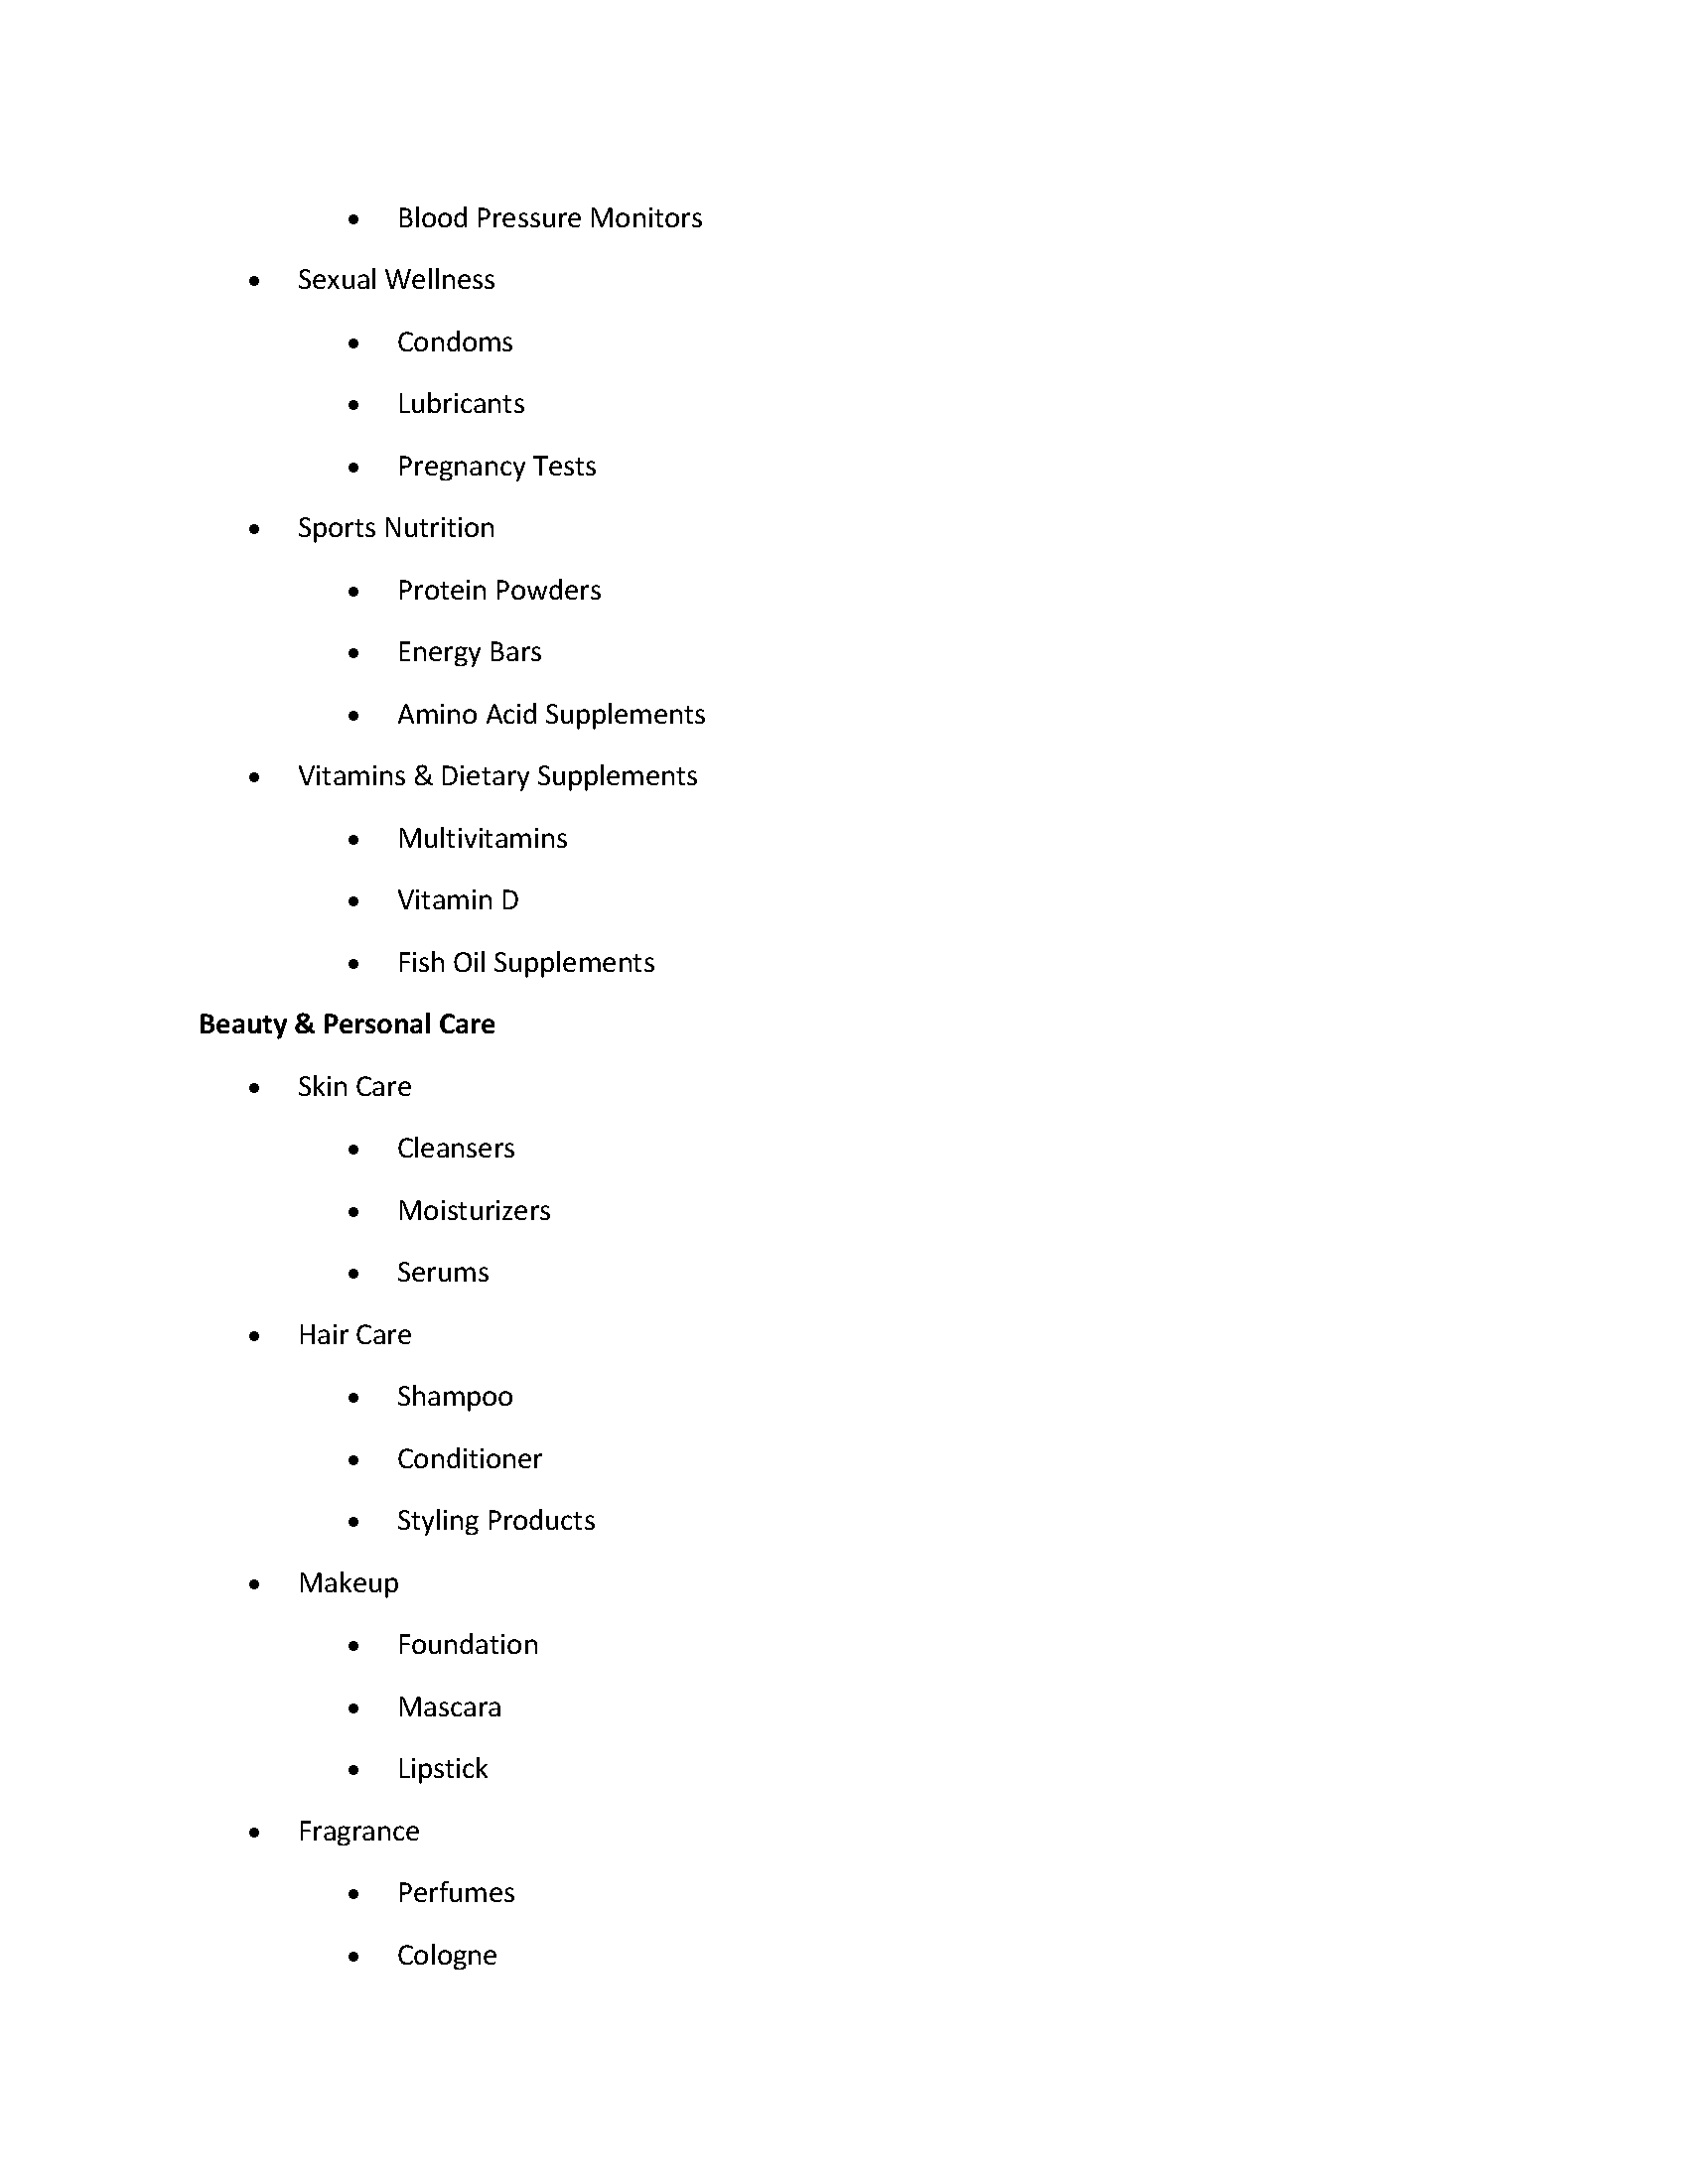 • Blood Pressure Monitors
• Sexual Wellness
• Condoms
• Lubricants
• Pregnancy Tests
• Sports Nutrition
• Protein Powders
• Energy Bars
• Amino Acid Supplements
• Vitamins & Dietary Supplements
• Multivitamins
• Vitamin D
• Fish Oil Supplements
Beauty & Personal Care
• Skin Care
• Cleansers
• Moisturizers
• Serums
• Hair Care
• Shampoo
• Conditioner
• Styling Products
• Makeup
• Foundation
• Mascara
• Lipstick
• Fragrance
• Perfumes
• Cologne